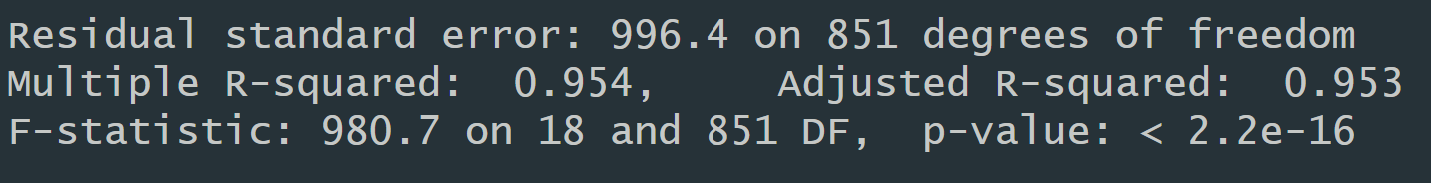 Residual standard error: 996.4 on 851 degrees of freedom
Multiple R-squared:  0.954,	Adjusted R-squared:  0.953
F-statistic: 980.7 on 18 and 851 DF,  p-value: < 2.2e-16